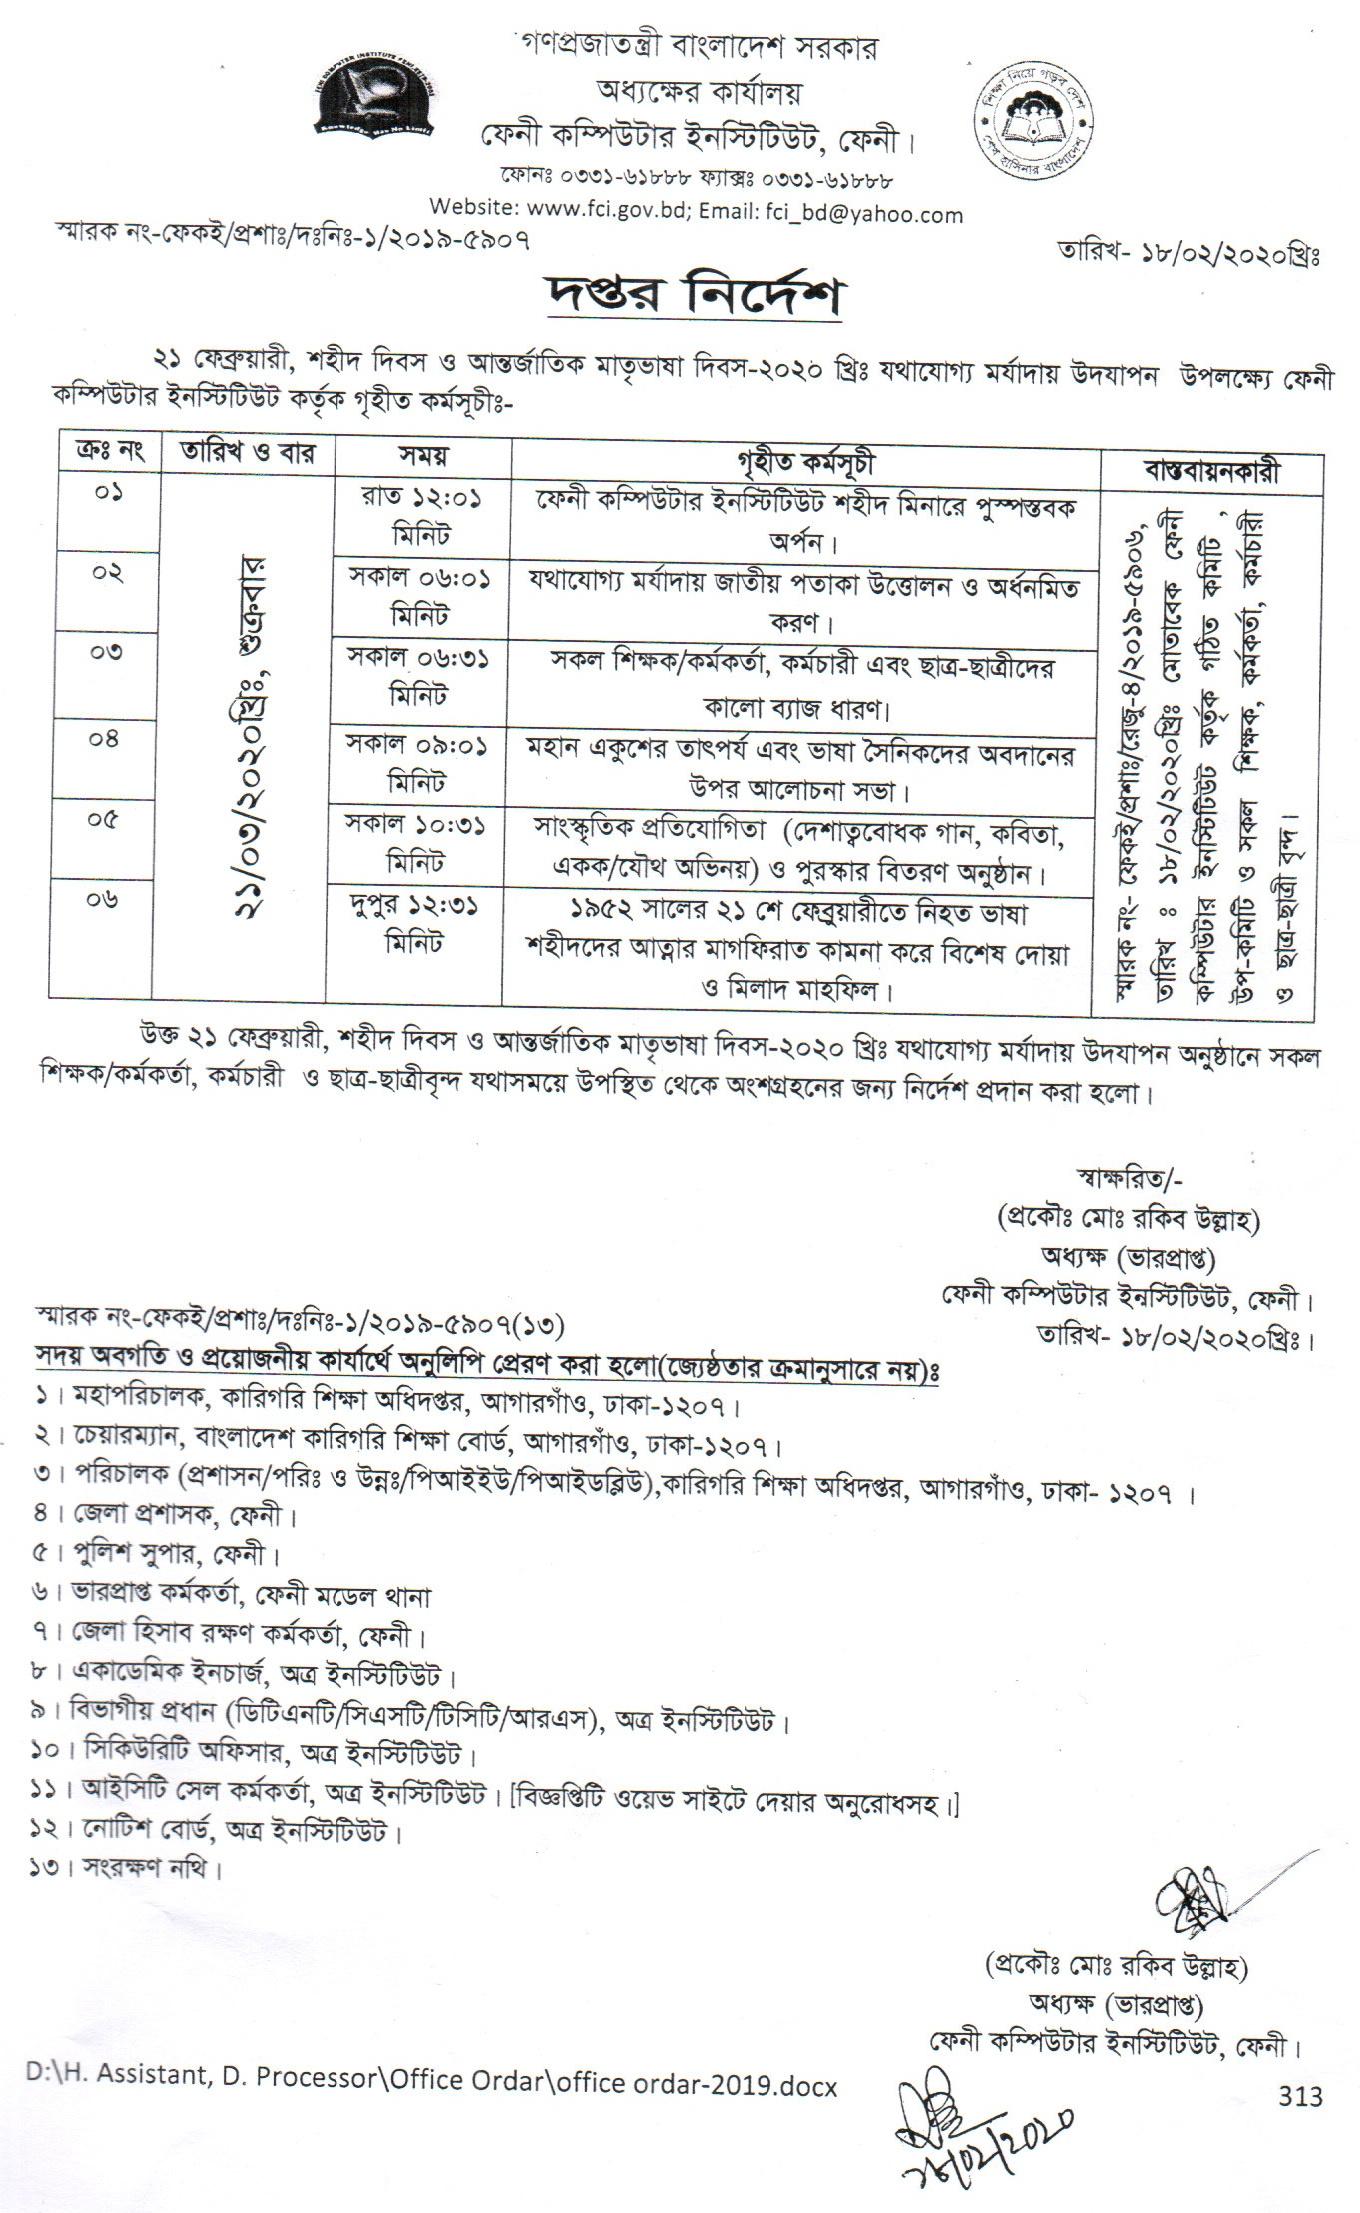 গণপ্রজাতন্ত্রী বাংলাদেশ সরকার
অধ্যক্ষের কার্যালয়
ফেনী কম্পিউটার ইনস্টিটিউট, ফেনী।
ফোনঃ ০৩৩১-৬১৮৮৮ ফ্যাক্সঃ ০৩৩১-৬১৮৮৮
Website: www.fci.gov.bd; Email: fci_bd@yahoo.com
শিক্ষা নিয়ে গড়ব দেশ
শেখ হাসিনার বাংলাদেশ
স্মারক নং-ফেকই/প্রশাঃ/দঃনিঃ-১/২০১৯-৫৯০৭
তারিখ- ১৮/০২/২০২০খ্রিঃ
দপ্তর নির্দেশ
২১ ফেব্রুয়ারী, শহীদ দিবস ও আন্তর্জাতিক মাতৃভাষা দিবস-২০২০ খ্রিঃ যথাযোগ্য মর্যাদায় উদযাপন উপলক্ষ্যে ফেনী
কম্পিউটার ইনস্টিটিউট কর্তৃক গৃহীত কর্মসূচীঃ-
ক্রঃ নং তারিখ ও বার সময় গৃহীত কর্মসূচী বাস্তবায়নকারী
০১ রাত ১২:০১ ফেনী কম্পিউটার ইনস্টিটিউট শহীদ মিনারে পুস্পস্তবক
মিনিট অর্পন।
০২ সকাল ০৬:০১ যথাযোগ্য মর্যাদায় জাতীয় পতাকা উত্তোলন ও অর্ধনমিত
মিনিট করণ।
০৩ সকাল ০৬:৩১ সকল শিক্ষক/কর্মকর্তা, কর্মচারী এবং ছাত্র-ছাত্রীদের
মিনিট কালো ব্যাজ ধারণ।
০৪ সকাল ০৯:০১ মহান একুশের তাৎপর্য এবং ভাষা সৈনিকদের অবদানের
মিনিট উপর আলোচনা সভা।
০৫ সকাল ১০:৩১ সাংস্কৃতিক প্রতিযোগিতা (দেশাত্ববোধক গান, কবিতা,
মিনিট একক/যৌথ অভিনয়) ও পুরস্কার বিতরণ অনুষ্ঠান।
০৬ দুপুর ১২:৩১ ১৯৫২ সালের ২১ শে ফেব্রুয়ারীতে নিহত ভাষা
মিনিট শহীদদের আত্নার মাগফিরাত কামনা করে বিশেষ দোয়া
ও মিলাদ মাহফিল।
২১/০৩/২০২০খ্রিঃ, শুক্রবার
স্মারক নং- ফেকই/প্রশাঃ/রেজু-৪/২০১৯-৫৯০৬,
তারিখ ঃ ১৮/০২/২০২০খ্রিঃ মোতাবেক ফেনী
কম্পিউটার ইনস্টিটিউট কর্তৃক গঠিত কমিটি ,
উপ-কমিটি ও সকল শিক্ষক, কর্মকর্তা, কর্মচারী
ও ছাত্র-ছাত্রী বৃন্দ।
উক্ত ২১ ফেব্রুয়ারী, শহীদ দিবস ও আন্তর্জাতিক মাতৃভাষা দিবস-২০২০ খ্রিঃ যথাযোগ্য মর্যাদায় উদযাপন অনুষ্ঠানে সকল
শিক্ষক/কর্মকর্তা, কর্মচারী ও ছাত্র-ছাত্রীবৃন্দ যথাসময়ে উপস্থিত থেকে অংশগ্রহনের জন্য নির্দেশ প্রদান করা হলো।
স্বাক্ষরিত/-
(প্রকৌঃ মোঃ রকিব উল্লাহ)
অধ্যক্ষ (ভারপ্রাপ্ত)
ফেনী কম্পিউটার ইনস্টিটিউট, ফেনী।
স্মারক নং-ফেকই/প্রশাঃ/দঃনিঃ-১/২০১৯-৫৯০৭(১৩)
তারিখ- ১৮/০২/২০২০খ্রিঃ।
সদয় অবগতি ও প্রয়োজনীয় কার্যার্থে অনুলিপি প্রেরণ করা হলো(জ্যেষ্ঠতার ক্রমানুসারে নয়)ঃ
১। মহাপরিচালক, কারিগরি শিক্ষা অধিদপ্তর, আগারগাঁও, ঢাকা-১২০৭।
২। চেয়ারম্যান, বাংলাদেশ কারিগরি শিক্ষা বোর্ড, আগারগাঁও, ঢাকা-১২০৭।
৩। পরিচালক (প্রশাসন/পরিঃ ও উন্নঃ/পিআইইউ/পিআইডব্লিউ),কারিগরি শিক্ষা অধিদপ্তর, আগারগাঁও, ঢাকা- ১২০৭ ।
৪। জেলা প্রশাসক, ফেনী।
৫। পুলিশ সুপার, ফেনী।
৬। ভারপ্রাপ্ত কর্মকর্তা, ফেনী মডেল থানা
৭। জেলা হিসাব রক্ষণ কর্মকর্তা, ফেনী।
৮। একাডেমিক ইনচার্জ, অত্র ইনস্টিটিউট।
৯। বিভাগীয় প্রধান (ডিটিএনটি/সিএসটি/টিসিটি/আরএস), অত্র ইনস্টিটিউট।
১০। সিকিউরিটি অফিসার, অত্র ইনস্টিটিউট।
১১। আইসিটি সেল কর্মকর্তা, অত্র ইনস্টিটিউট। [বিজ্ঞপ্তিটি ওয়েভ সাইটে দেয়ার অনুরোধসহ।]
১২। নোটিশ বোর্ড, অত্র ইনস্টিটিউট।
১৩। সংরক্ষণ নথি।
(প্রকৌঃ মোঃ রকিব উল্লাহ)
অধ্যক্ষ (ভারপ্রাপ্ত)
ফেনী কম্পিউটার ইনস্টিটিউট, ফেনী।
D:\H. Assistant, D. Processor\Office Ordar\office ordar-2019.docx
313
১৮/০২/২০২০